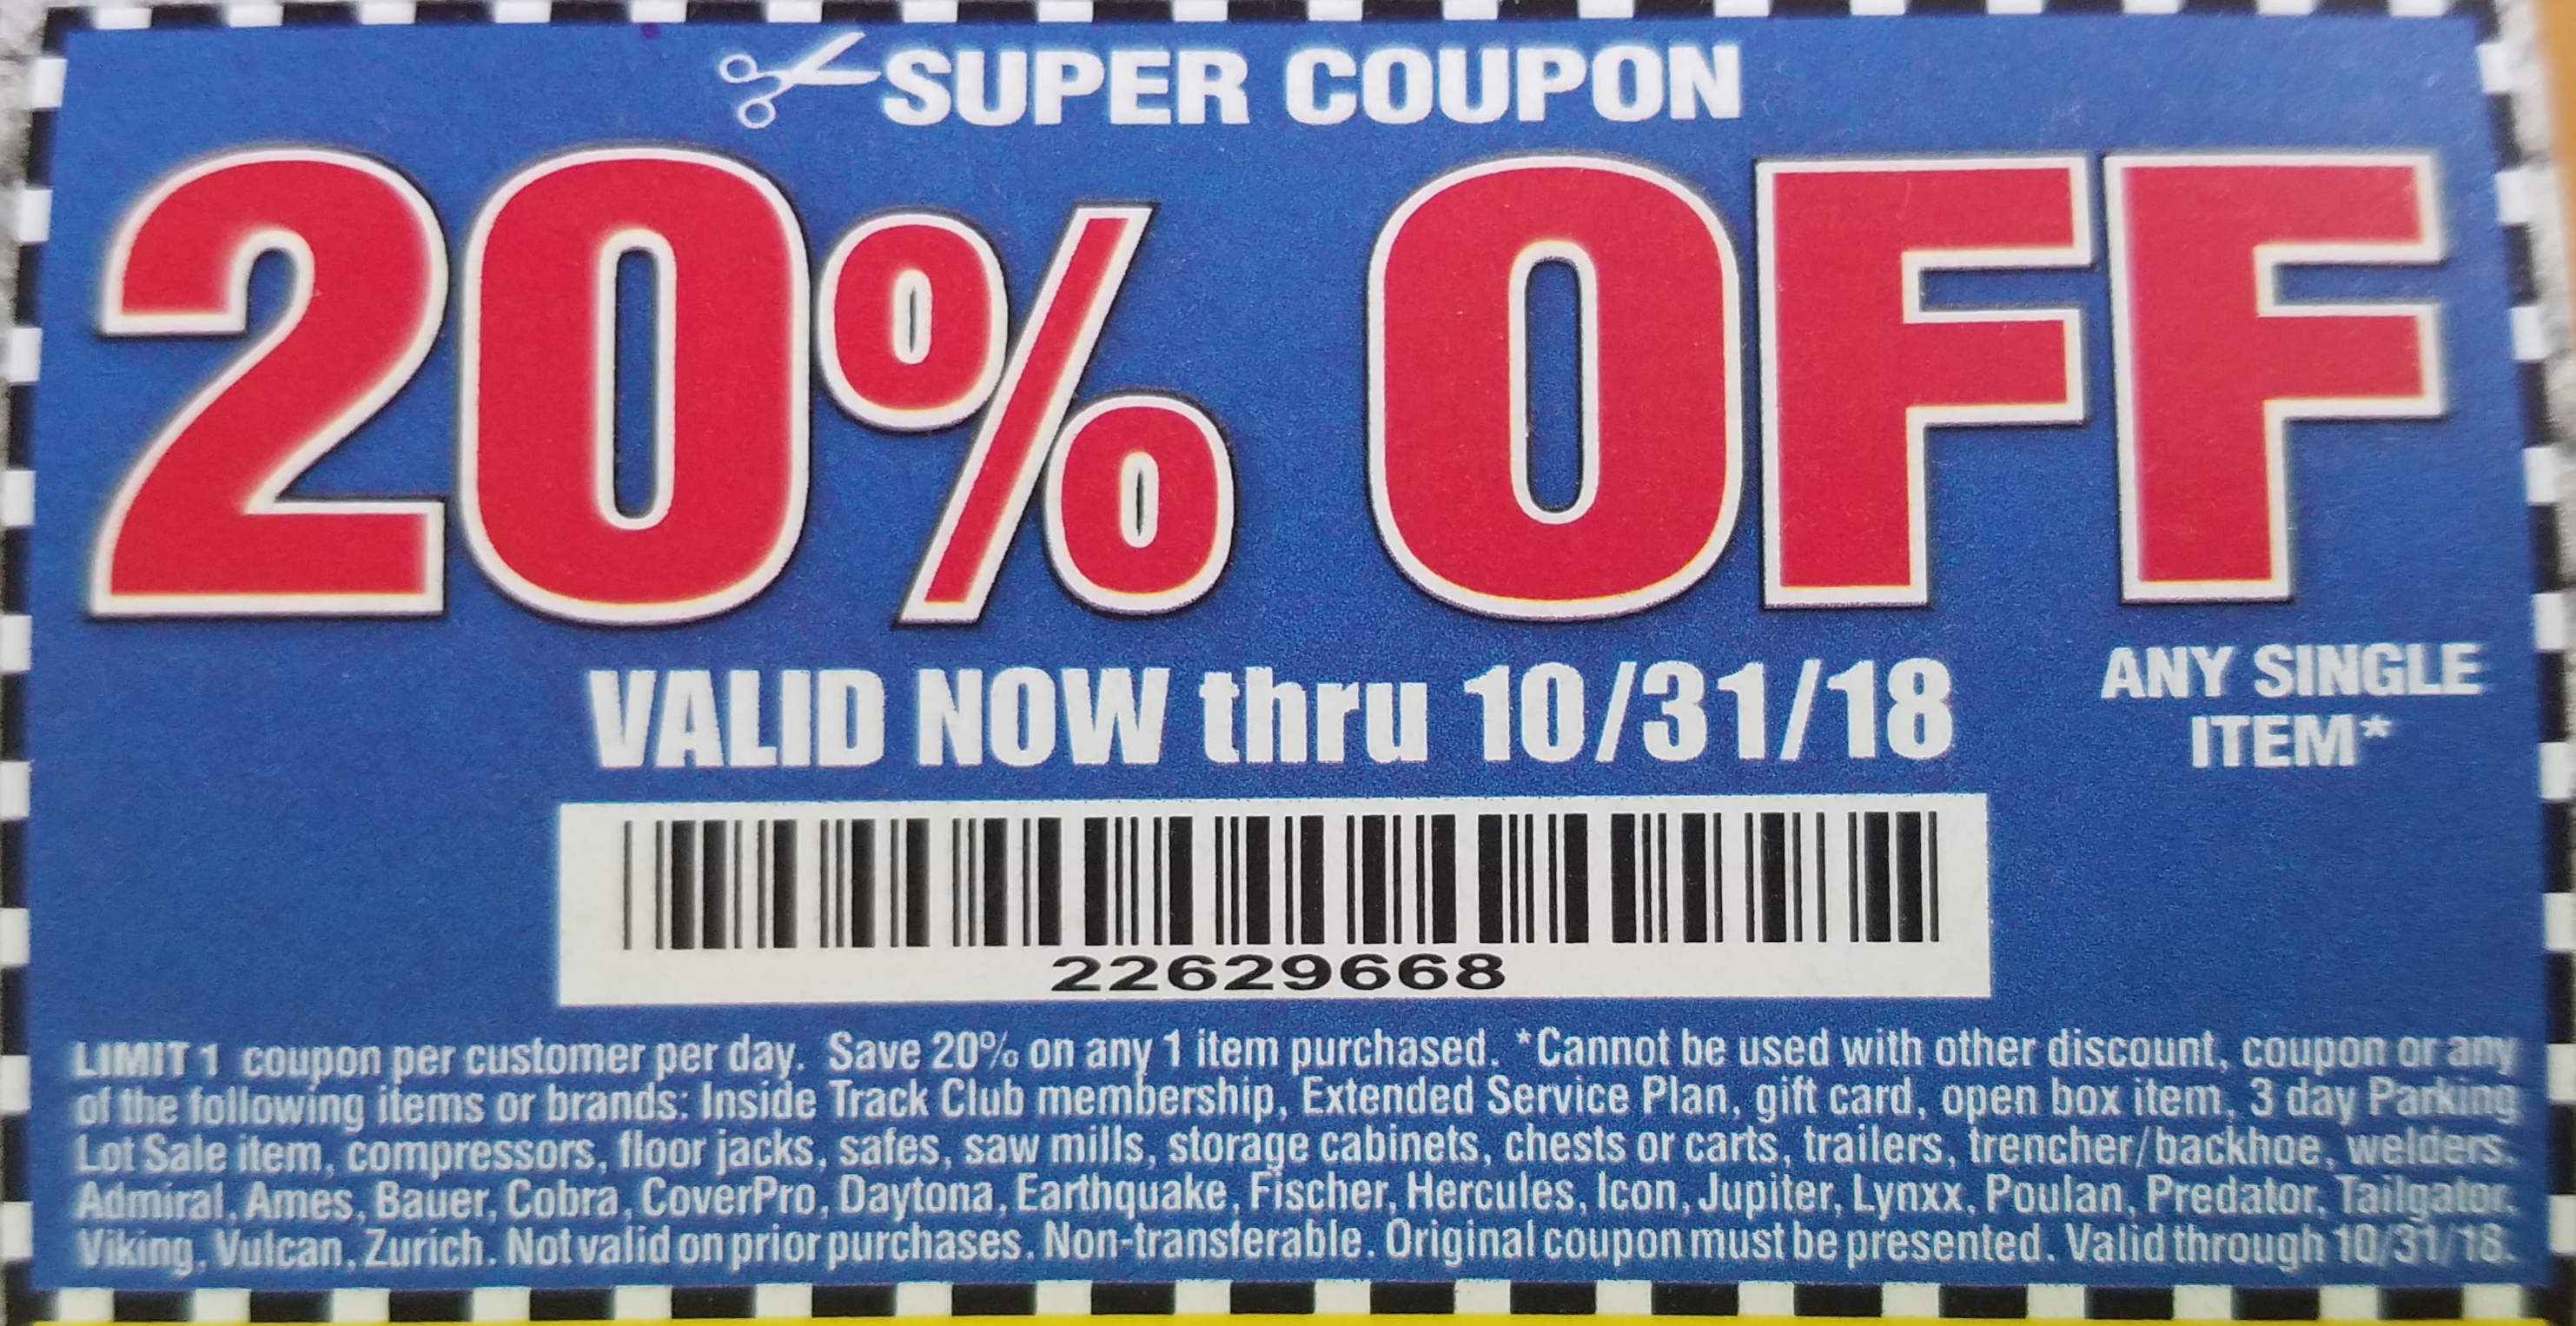 SUPER COUPON
20% OFF
ANY SINGLE
ITEM*
VALID NOW thru 10/31/18
22629668
LIMIT 1 coupon per customer per day. Save 20% on any 1 item purchased. *Cannot be used with other discount, coupon or any
of the following items or brands: Inside Track Club membership, Extended Service Plan, gift card, open box item, 3 day Parking
Lot Sale item, compressors, floor jacks, safes, saw mills, storage cabinets, chests or carts, trailers, trencher/backhoe, welders,
Admiral, Ames, Bauer, Cobra, CoverPro, Daytona, Earthquake, Fischer, Hercules, Icon, Jupiter, Lynxx, Poulan, Predator, Tailgator,
Viking, Vulcan, Zurich. Not valid on prior purchases. Non-transferable. Original coupon must be presented. Valid through 10/31/18.